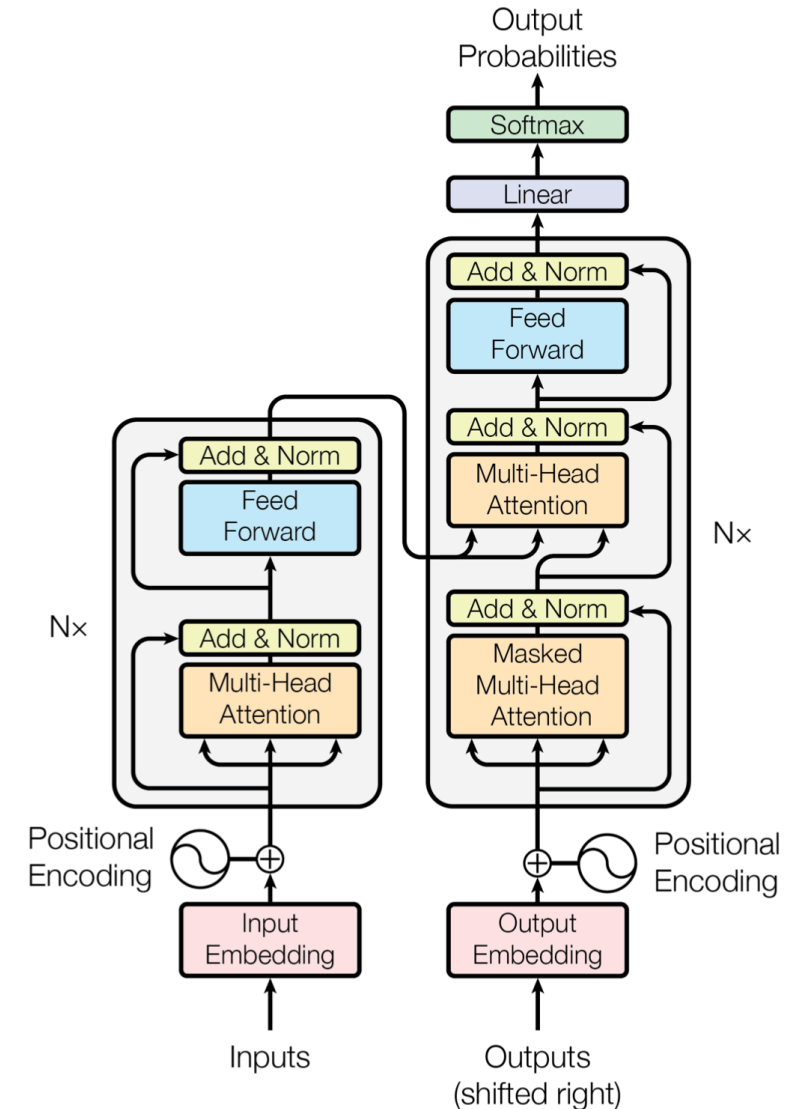 Output
Probabilities
Softmax
Linear
Add & Norm
Feed
Forward
Add & Norm
Multi-Head
Attention
Nx
Add & Norm
Masked
Multi-Head
Attention
Add & Norm
Feed
Forward
N×
Add & Norm
Multi-Head
Attention
Positional
Encoding
Positional
Encoding
Input
Embedding
Output
Embedding
Inputs
Outputs
(shifted right)